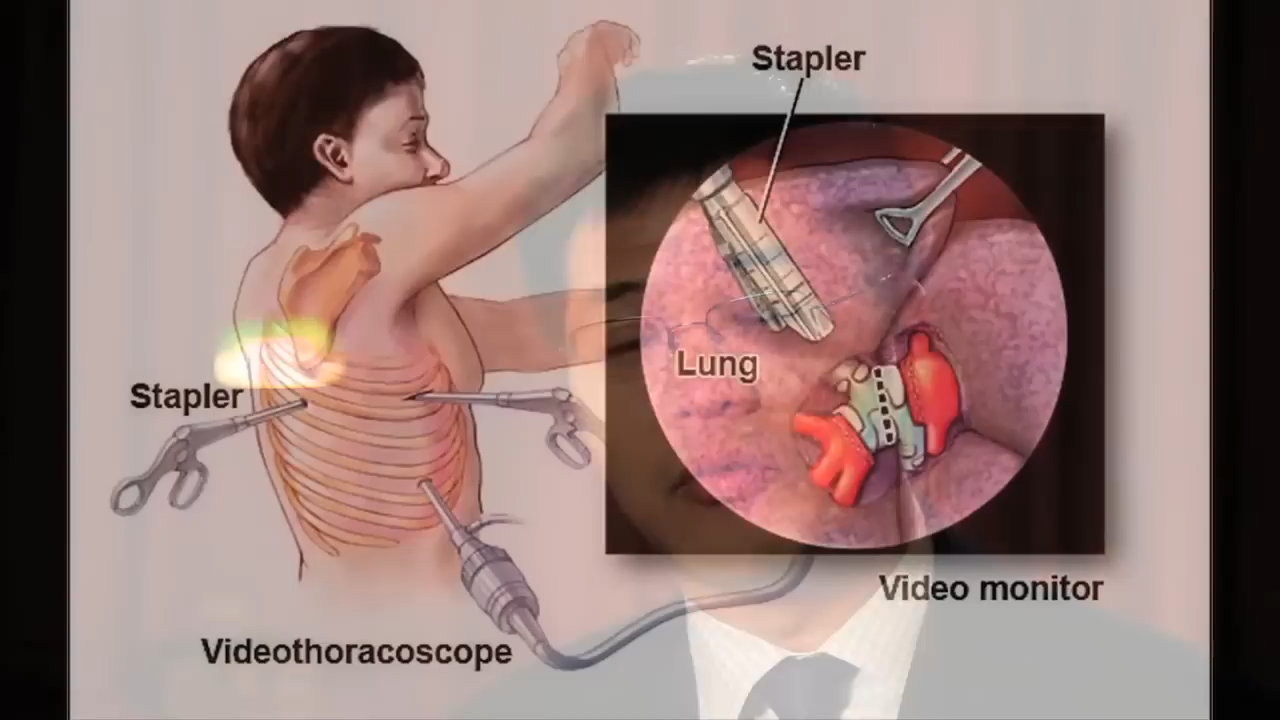 Stapler
Lung
Stapler
Videothoracoscope
Video monitor